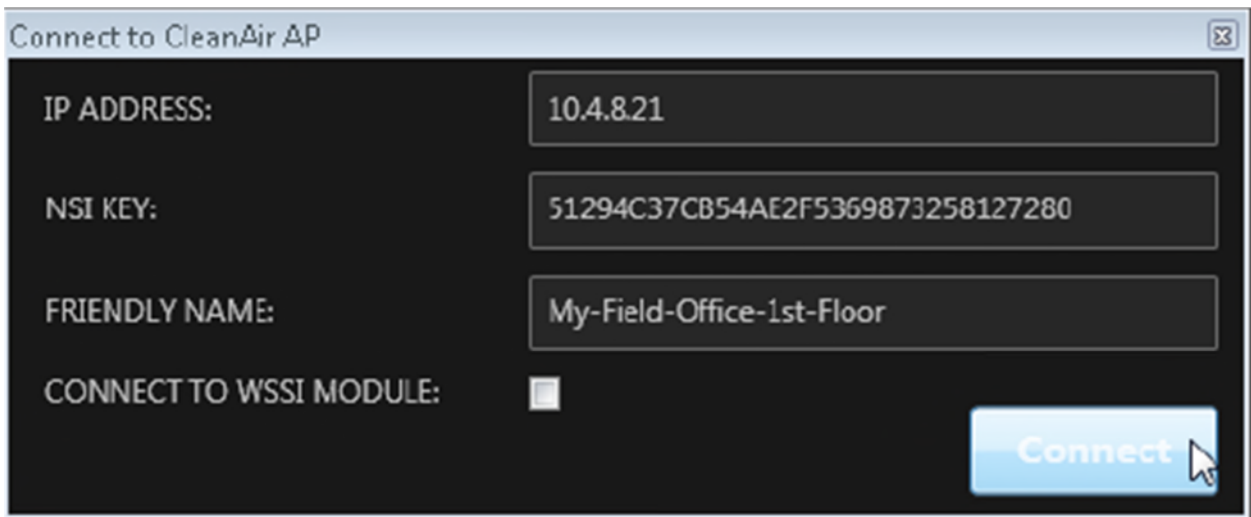 Connect to CleanAir AP
IP ADDRESS: 10.4.8.21
NSI KEY: 51294C37CB54AE2F5369873258127280
FRIENDLY NAME: My-Field-Office-1st-Floor
CONNECT TO WSSI MODULE:
Connect